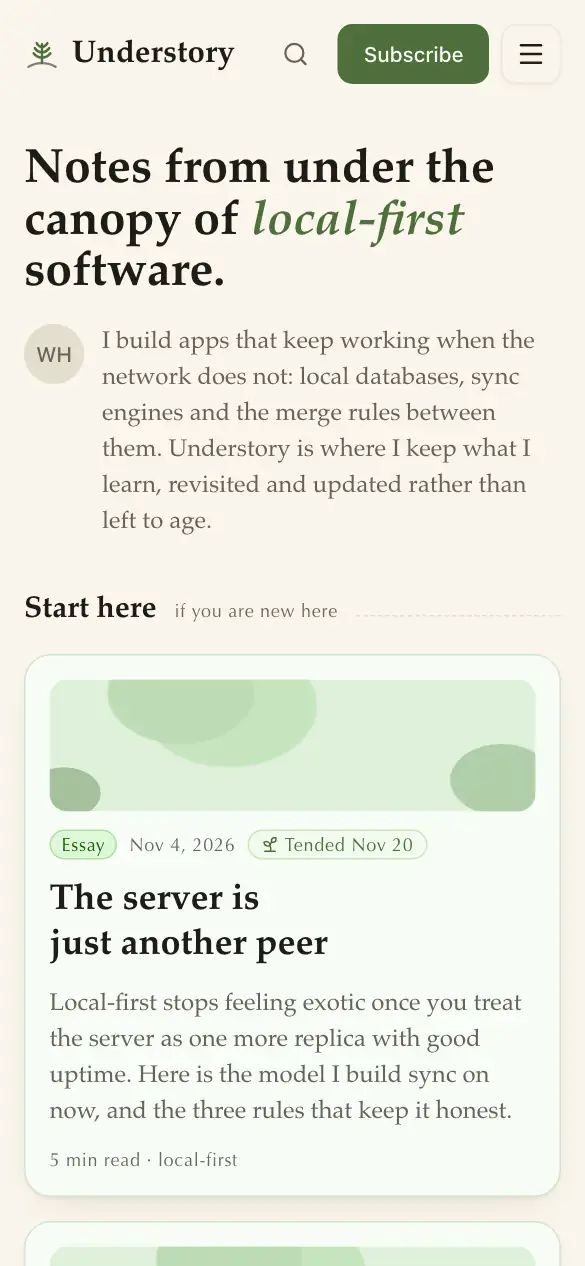 Understory
Subscribe
Notes from under the
canopy of local-first
software.
WH
I build apps that keep working when the
network does not: local databases, sync
engines and the merge rules between
them. Understory is where I keep what I
learn, revisited and updated rather than
left to age.
Start here if you are new here
Essay Nov 4, 2026 Tended Nov 20
The server is
just another peer
Local-first stops feeling exotic once you treat
the server as one more replica with good
uptime. Here is the model I build sync on
now, and the three rules that keep it honest.
5 min read · local-first